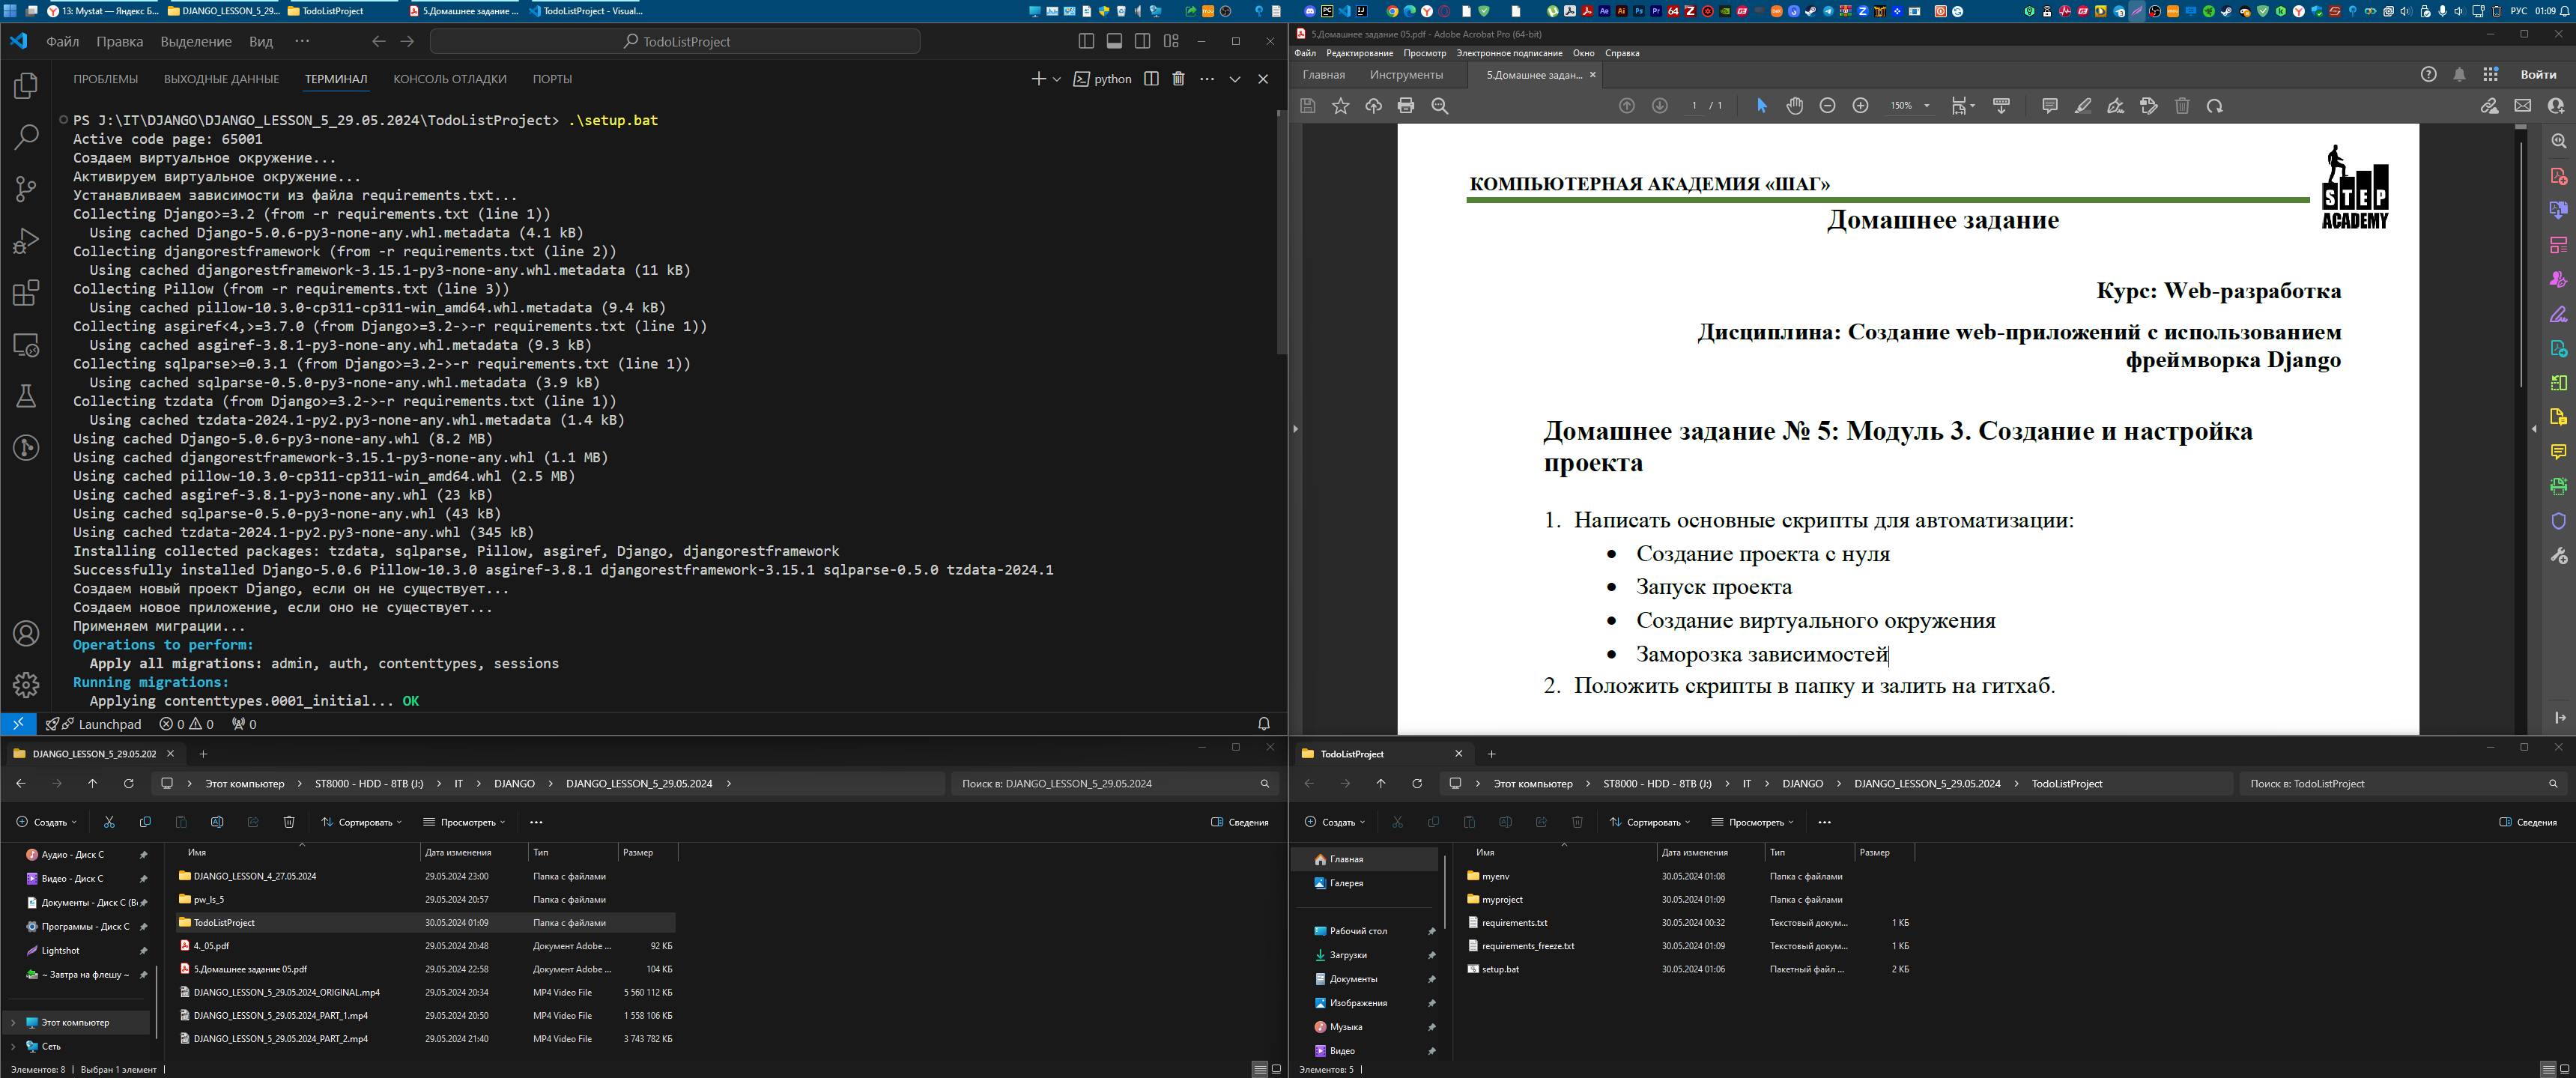 13: Mystat — Яндекс Б...
DJANGO_LESSON_5_29...
TodoListProject
5.Домашнее задание ...
TodoListProject - Visual...
РУС
01:09
Файл
Правка
Выделение
Вид
TodoListProject
ПРОБЛЕМЫ
ВЫХОДНЫЕ ДАННЫЕ
ТЕРМИНАЛ
КОНСОЛЬ ОТЛАДКИ
ПОРТЫ
python
PS J:\IT\DJANGO\DJANGO_LESSON_5_29.05.2024\TodoListProject> .\setup.bat
Active code page: 65001
Создаем виртуальное окружение...
Активируем виртуальное окружение...
Устанавливаем зависимости из файла requirements.txt...
Collecting Django>=3.2 (from -r requirements.txt (line 1))
Using cached Django-5.0.6-py3-none-any.whl.metadata (4.1 kB)
Collecting djangorestframework (from -r requirements.txt (line 2))
Using cached djangorestframework-3.15.1-py3-none-any.whl.metadata (11 kB)
Collecting Pillow (from -r requirements.txt (line 3))
Using cached pillow-10.3.0-cp311-cp311-win_amd64.whl.metadata (9.4 kB)
Collecting asgiref<4,>=3.7.0 (from Django>=3.2->-r requirements.txt (line 1))
Using cached asgiref-3.8.1-py3-none-any.whl.metadata (9.3 kB)
Collecting sqlparse>=0.3.1 (from Django>=3.2->-r requirements.txt (line 1))
Using cached sqlparse-0.5.0-py3-none-any.whl.metadata (3.9 kB)
Collecting tzdata (from Django>=3.2->-r requirements.txt (line 1))
Using cached tzdata-2024.1-py2.py3-none-any.whl.metadata (1.4 kB)
Using cached Django-5.0.6-py3-none-any.whl (8.2 MB)
Using cached djangorestframework-3.15.1-py3-none-any.whl (1.1 MB)
Using cached pillow-10.3.0-cp311-cp311-win_amd64.whl (2.5 MB)
Using cached asgiref-3.8.1-py3-none-any.whl (23 kB)
Using cached sqlparse-0.5.0-py3-none-any.whl (43 kB)
Using cached tzdata-2024.1-py2.py3-none-any.whl (345 kB)
Installing collected packages: tzdata, sqlparse, Pillow, asgiref, Django, djangorestframework
Successfully installed Django-5.0.6 Pillow-10.3.0 asgiref-3.8.1 djangorestframework-3.15.1 sqlparse-0.5.0 tzdata-2024.1
Создаем новый проект Django, если он не существует...
Создаем новое приложение, если оно не существует...
Применяем миграции...
Operations to perform:
Apply all migrations: admin, auth, contenttypes, sessions
Running migrations:
Applying contenttypes.0001_initial... OK
Launchpad
0
0
0
5.Домашнее задание 05.pdf - Adobe Acrobat Pro (64-bit)
Файл Редактирование Просмотр Электронное подписание Окно Справка
Главная
Инструменты
5.Домашнее задан...
Войти
1 / 1
150%
КОМПЬЮТЕРНАЯ АКАДЕМИЯ «ШАГ»
STEP
ACADEMY
Домашнее задание
Курс: Web-разработка
Дисциплина: Создание web-приложений с использованием
фреймворка Django
Домашнее задание № 5: Модуль 3. Создание и настройка
проекта
1. Написать основные скрипты для автоматизации:
• Создание проекта с нуля
• Запуск проекта
• Создание виртуального окружения
• Заморозка зависимостей
2. Положить скрипты в папку и залить на гитхаб.
DJANGO_LESSON_5_29.05.202
Этот компьютер > ST8000 - HDD - 8TB (J:) > IT > DJANGO > DJANGO_LESSON_5_29.05.2024 >
Поиск в: DJANGO_LESSON_5_29.05.2024
Создать
Сортировать
Просмотреть
Сведения
Имя Дата изменения Тип Размер
Аудио - Диск C
Видео - Диск C
Документы - Диск C (В
Программы - Диск C
Lightshot
~ Завтра на флешу ~
Этот компьютер
Сеть
DJANGO_LESSON_4_27.05.2024 29.05.2024 23:00 Папка с файлами
pw_ls_5 29.05.2024 20:57 Папка с файлами
TodoListProject 30.05.2024 01:09 Папка с файлами
4._05.pdf 29.05.2024 20:48 Документ Adobe ... 92 КБ
5.Домашнее задание 05.pdf 29.05.2024 22:58 Документ Adobe ... 104 КБ
DJANGO_LESSON_5_29.05.2024_ORIGINAL.mp4 29.05.2024 20:34 MP4 Video File 5 560 112 КБ
DJANGO_LESSON_5_29.05.2024_PART_1.mp4 29.05.2024 20:50 MP4 Video File 1 558 106 КБ
DJANGO_LESSON_5_29.05.2024_PART_2.mp4 29.05.2024 21:40 MP4 Video File 3 743 782 КБ
Элементов: 8
Выбран 1 элемент
TodoListProject
Этот компьютер > ST8000 - HDD - 8TB (J:) > IT > DJANGO > DJANGO_LESSON_5_29.05.2024 > TodoListProject
Поиск в: TodoListProject
Создать
Сортировать
Просмотреть
Сведения
Имя Дата изменения Тип Размер
Главная
Галерея
Рабочий стол
Загрузки
Документы
Изображения
Музыка
Видео
myenv 30.05.2024 01:08 Папка с файлами
myproject 30.05.2024 01:09 Папка с файлами
requirements.txt 30.05.2024 00:32 Текстовый докум... 1 КБ
requirements_freeze.txt 30.05.2024 01:09 Текстовый докум... 1 КБ
setup.bat 30.05.2024 01:06 Пакетный файл ... 2 КБ
Элементов: 5